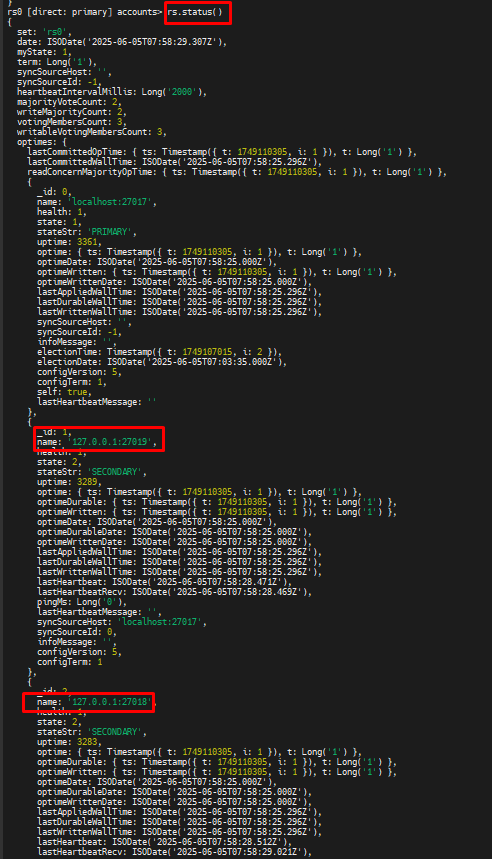 }
rs0 [direct: primary] accounts> rs.status()
{
set: 'rs0',
date: ISODate('2025-06-05T07:58:29.307Z'),
myState: 1,
term: Long('1'),
syncSourceHost: '',
syncSourceId: -1,
heartbeatIntervalMillis: Long('2000'),
majorityVoteCount: 2,
writeMajorityCount: 2,
votingMembersCount: 3,
writableVotingMembersCount: 3,
optimes: {
lastCommittedOpTime: { ts: Timestamp({ t: 1749110305, i: 1 }), t: Long('1') },
lastCommittedWallTime: ISODate('2025-06-05T07:58:25.296Z'),
readConcernMajorityOpTime: { ts: Timestamp({ t: 1749110305, i: 1 }), t: Long('1') },
{
_id: 0,
name: 'localhost:27017',
health: 1,
state: 1,
stateStr: 'PRIMARY',
uptime: 3361,
optime: { ts: Timestamp({ t: 1749110305, i: 1 }), t: Long('1') },
optimeDate: ISODate('2025-06-05T07:58:25.000Z'),
optimeWritten: { ts: Timestamp({ t: 1749110305, i: 1 }), t: Long('1') },
optimeWrittenDate: ISODate('2025-06-05T07:58:25.000Z'),
lastAppliedWallTime: ISODate('2025-06-05T07:58:25.296Z'),
lastDurableWallTime: ISODate('2025-06-05T07:58:25.296Z'),
lastWrittenWallTime: ISODate('2025-06-05T07:58:25.296Z'),
syncSourceHost: '',
syncSourceId: -1,
infoMessage: '',
electionTime: Timestamp({ t: 1749107015, i: 2 }),
electionDate: ISODate('2025-06-05T07:03:35.000Z'),
configVersion: 5,
configTerm: 1,
self: true,
lastHeartbeatMessage: ''
},
{
_id: 1,
name: '127.0.0.1:27019',
health: 1,
state: 2,
stateStr: 'SECONDARY',
uptime: 3289,
optime: { ts: Timestamp({ t: 1749110305, i: 1 }), t: Long('1') },
optimeDurable: { ts: Timestamp({ t: 1749110305, i: 1 }), t: Long('1') },
optimeWritten: { ts: Timestamp({ t: 1749110305, i: 1 }), t: Long('1') },
optimeDate: ISODate('2025-06-05T07:58:25.000Z'),
optimeDurableDate: ISODate('2025-06-05T07:58:25.000Z'),
optimeWrittenDate: ISODate('2025-06-05T07:58:25.000Z'),
lastAppliedWallTime: ISODate('2025-06-05T07:58:25.296Z'),
lastDurableWallTime: ISODate('2025-06-05T07:58:25.296Z'),
lastWrittenWallTime: ISODate('2025-06-05T07:58:25.296Z'),
lastHeartbeat: ISODate('2025-06-05T07:58:28.471Z'),
lastHeartbeatRecv: ISODate('2025-06-05T07:58:28.469Z'),
pingMs: Long('0'),
lastHeartbeatMessage: '',
syncSourceHost: 'localhost:27017',
syncSourceId: 0,
infoMessage: '',
configVersion: 5,
configTerm: 1
},
{
_id: 2,
name: '127.0.0.1:27018',
health: 1,
state: 2,
stateStr: 'SECONDARY',
uptime: 3283,
optime: { ts: Timestamp({ t: 1749110305, i: 1 }), t: Long('1') },
optimeDurable: { ts: Timestamp({ t: 1749110305, i: 1 }), t: Long('1') },
optimeWritten: { ts: Timestamp({ t: 1749110305, i: 1 }), t: Long('1') },
optimeDate: ISODate('2025-06-05T07:58:25.000Z'),
optimeDurableDate: ISODate('2025-06-05T07:58:25.000Z'),
optimeWrittenDate: ISODate('2025-06-05T07:58:25.000Z'),
lastAppliedWallTime: ISODate('2025-06-05T07:58:25.296Z'),
lastDurableWallTime: ISODate('2025-06-05T07:58:25.296Z'),
lastWrittenWallTime: ISODate('2025-06-05T07:58:25.296Z'),
lastHeartbeat: ISODate('2025-06-05T07:58:28.512Z'),
lastHeartbeatRecv: ISODate('2025-06-05T07:58:29.021Z'),